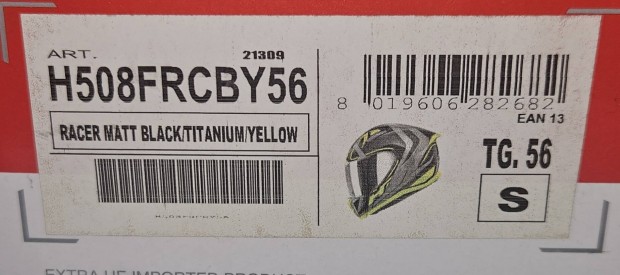 ART. 21309
H508FRCBY56
RACER MATT BLACK/TITANIUM/YELLOW
8 019606 282682
EAN 13
TG. 56
S